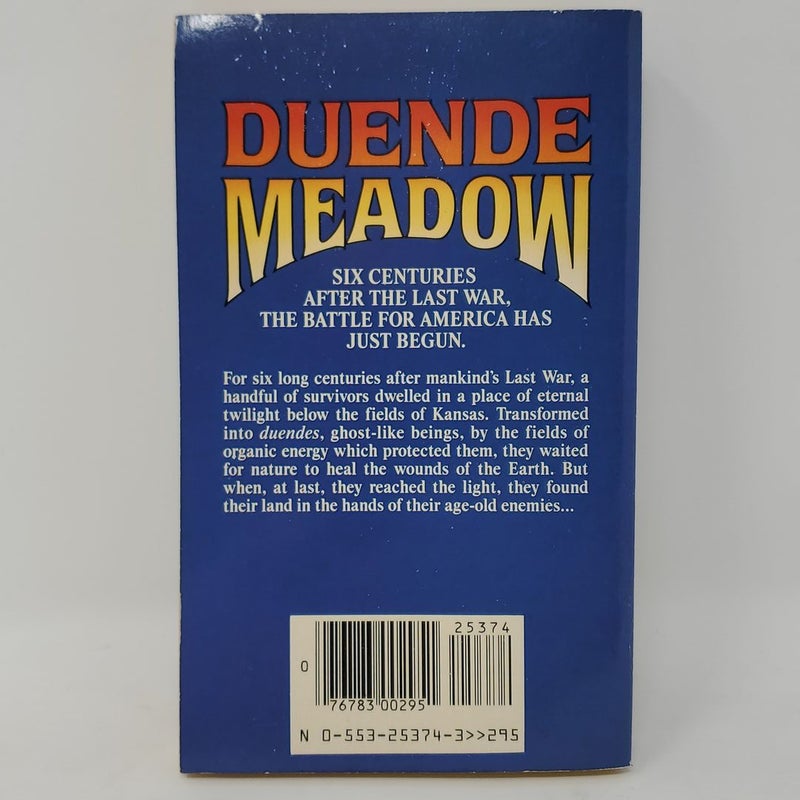 DUENDE
MEADOW
SIX CENTURIES
AFTER THE LAST WAR,
THE BATTLE FOR AMERICA HAS
JUST BEGUN.
For six long centuries after mankind's Last War, a
handful of survivors dwelled in a place of eternal
twilight below the fields of Kansas. Transformed
into duendes, ghost-like beings, by the fields of
organic energy which protected them, they waited
for nature to heal the wounds of the Earth. But
when, at last, they reached the light, they found
their land in the hands of their age-old enemies...
25374
0
76783 00295
N 0-553-25374-3>>295